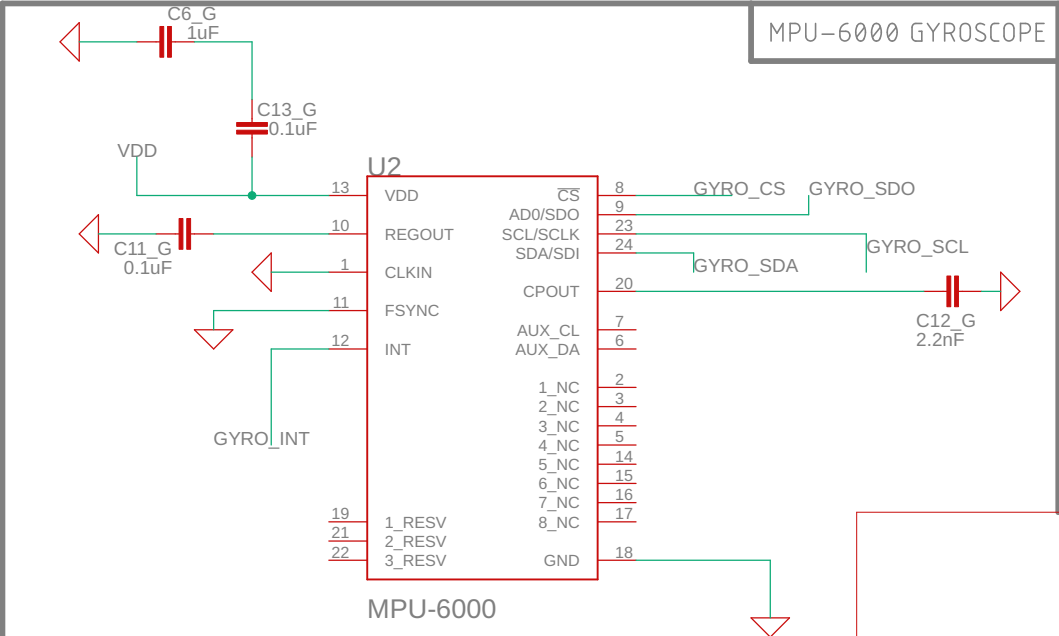 C6_G
1uF
MPU-6000 GYROSCOPE
C13_G
0.1uF
VDD
U2
13 VDD
10 REGOUT
C11_G
0.1uF
1 CLKIN
11 FSYNC
12 INT
GYRO_INT
19 1_RESV
21 2_RESV
22 3_RESV
CS 8 GYRO_CS
GYRO_SDO
AD0/SDO 9
SCL/SCLK 23
GYRO_SCL
SDA/SDI 24
GYRO_SDA
CPOUT 20
C12_G
2.2nF
AUX_CL 7
AUX_DA 6
1_NC 2
2_NC 3
3_NC 4
4_NC 5
5_NC 14
6_NC 15
7_NC 16
8_NC 17
GND 18
MPU-6000